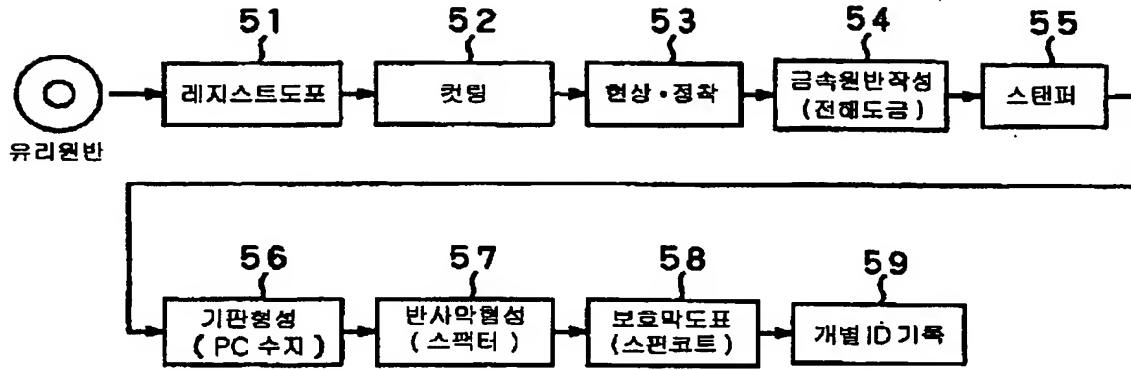 51
52
53
54
55
유리원반
레지스트도포
컷팅
현상·정착
금속원반작성
(전해도금)
스탬퍼
56
57
58
59
기판형성
(PC 수지)
반사막형성
(스팩터)
보호막도표
(스핀코트)
개별ID기록